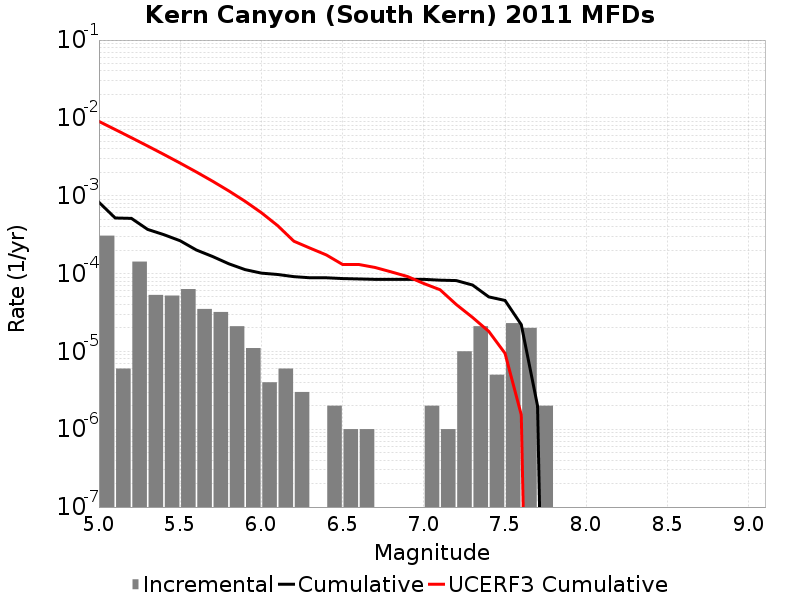 Kern Canyon (South Kern) 2011 MFDs
10-1
10-2
10-3
10-4
10-5
10-6
10-7
Rate (1/yr)
5.0 5.5 6.0 6.5 7.0 7.5 8.0 8.5 9.0
Magnitude
Incremental Cumulative UCERF3 Cumulative